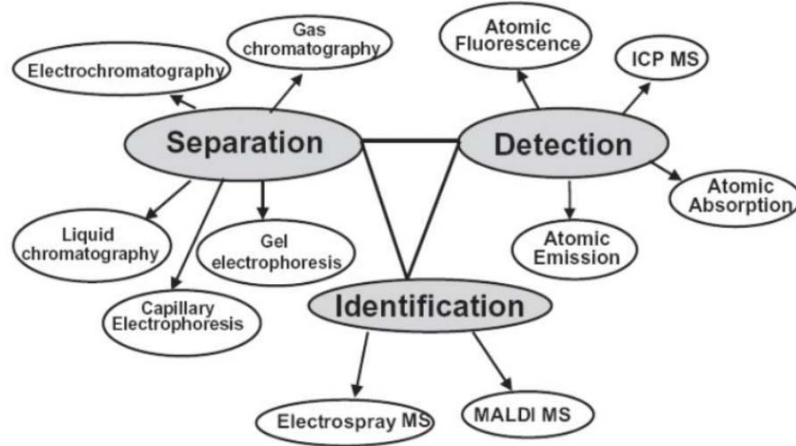 Gas
chromatography
Atomic
Fluorescence
Electrochromatography
ICP MS
Separation
Detection
Atomic
Absorption
Liquid
chromatography
Gel
electrophoresis
Atomic
Emission
Capillary
Electrophoresis
Identification
Electrospray MS
MALDI MS